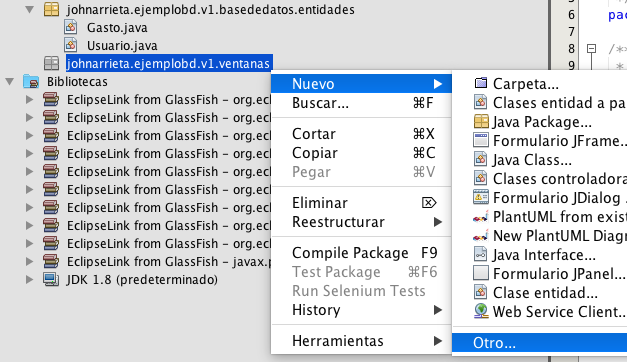 johnarrieta.ejemplobd.v1.basededatos.entidades
Gasto.java
Usuario.java
johnarrieta.ejemplobd.v1.ventanas
Bibliotecas
EclipseLink from GlassFish - org.ecl
EclipseLink from GlassFish - org.ecl
EclipseLink from GlassFish - org.ecl
EclipseLink from GlassFish - org.ecl
EclipseLink from GlassFish - org.ecl
EclipseLink from GlassFish - org.ecl
EclipseLink from GlassFish - org.ecl
EclipseLink from GlassFish - org.ecl
EclipseLink from GlassFish - org.ecl
EclipseLink from GlassFish - javax.p
JDK 1.8 (predeterminado)
Nuevo
Buscar... ⌘F
Cortar ⌘X
Copiar ⌘C
Pegar ⌘V
Eliminar ⌦
Reestructurar
Compile Package F9
Test Package ⌘F6
Run Selenium Tests
History
Herramientas
Carpeta...
Clases entidad a pa
Java Package...
Formulario JFrame...
Java Class...
Clases controladora
Formulario JDialog .
PlantUML from exist
New PlantUML Diagr
Java Interface...
Formulario JPanel...
Clase entidad...
Web Service Client...
Otro...
6 pac
7
8 /**
9 *